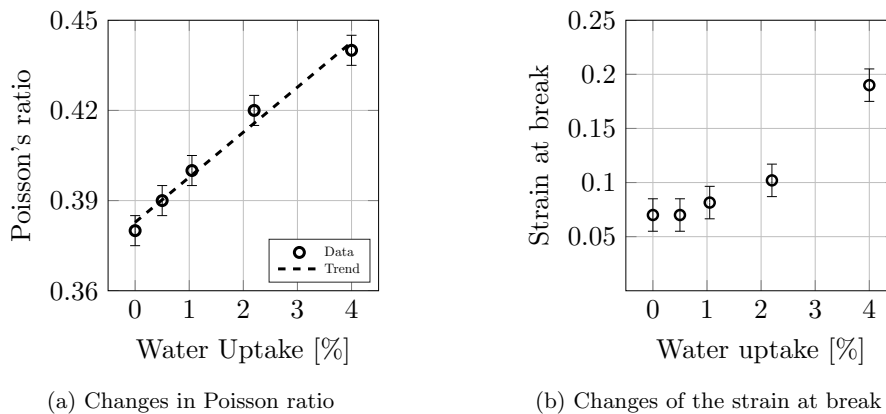 0.45
0.42
0.39
0.36
Poisson's ratio
Data
Trend
0 1 2 3 4
Water Uptake [%]
(a) Changes in Poisson ratio
0.25
0.2
0.15
0.1
0.05
Strain at break
0 1 2 3 4
Water uptake [%]
(b) Changes of the strain at break